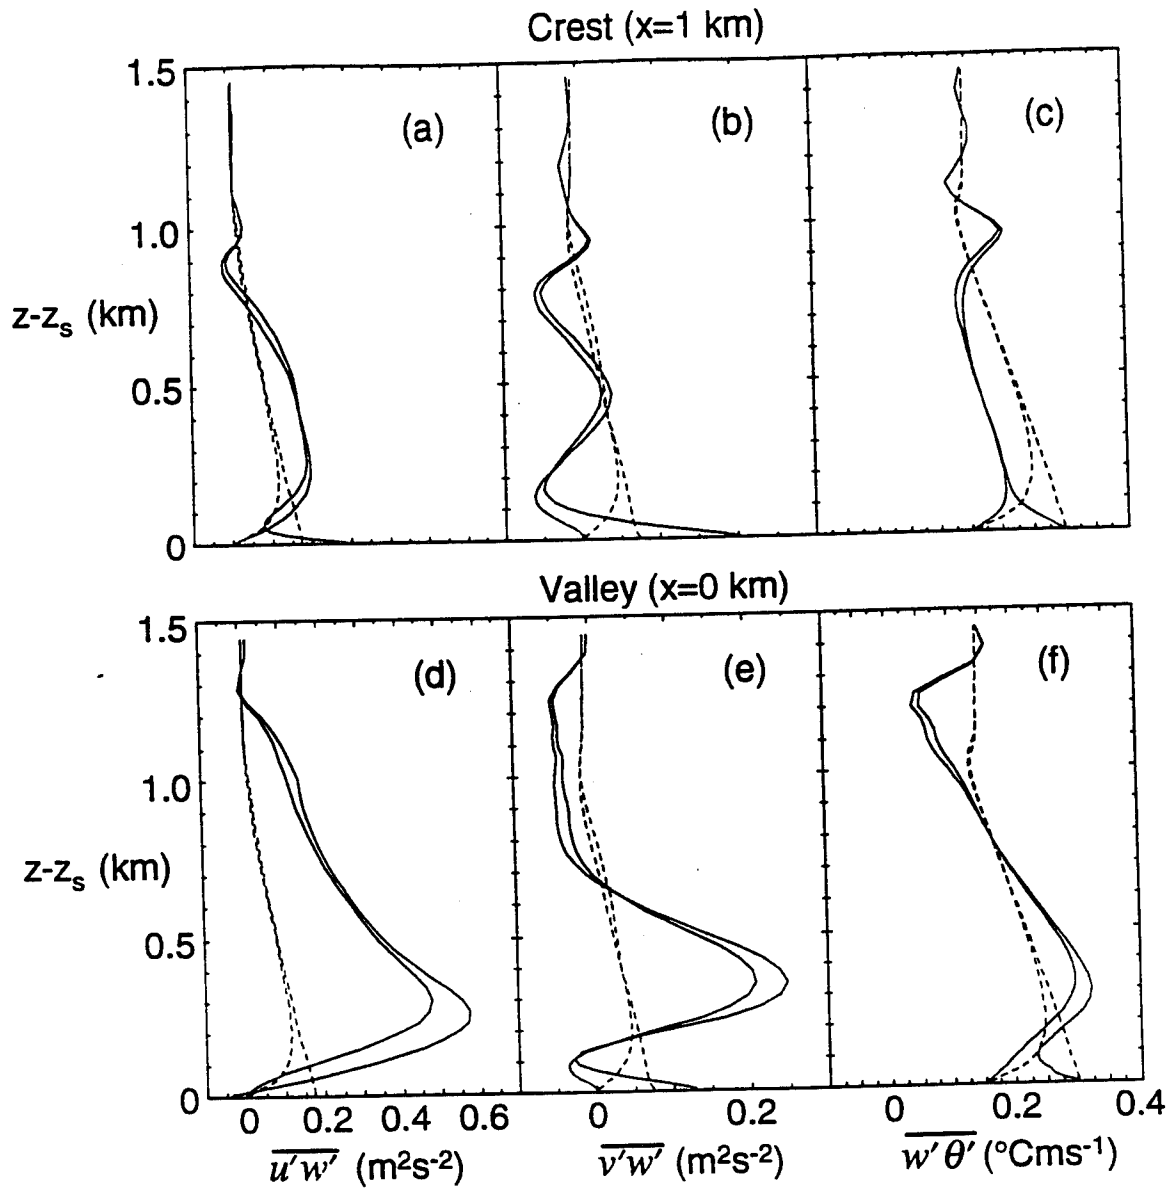 Crest (x=1 km)
1.5
(a)
(b)
(c)
1.0
z-zs (km)
0.5
0
Valley (x=0 km)
1.5
(d)
(e)
(f)
1.0
z-zs (km)
0.5
0
0 0.2 0.4 0.6 0 0.2 0 0.2 0.4
u'w' (m²s⁻²) v'w' (m²s⁻²) w'θ' (°Cms⁻¹)